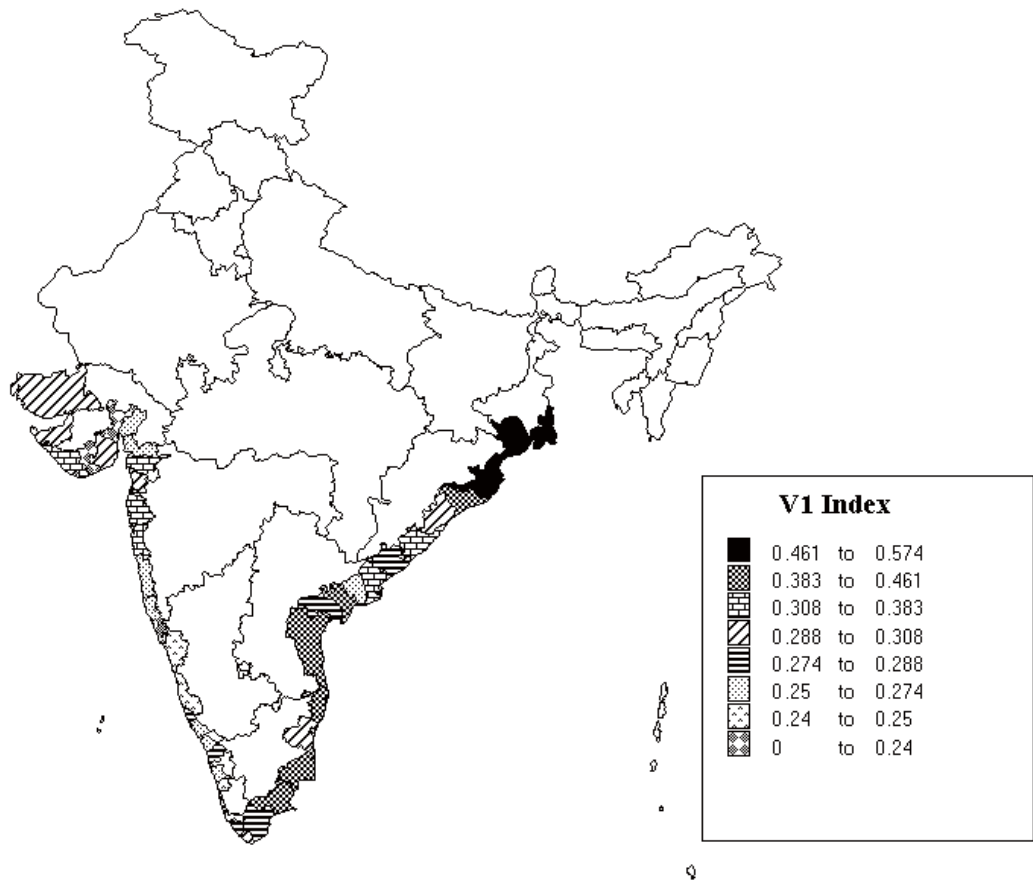 V1 Index
0.461 to 0.574
0.383 to 0.461
0.308 to 0.383
0.288 to 0.308
0.274 to 0.288
0.25 to 0.274
0.24 to 0.25
0 to 0.24